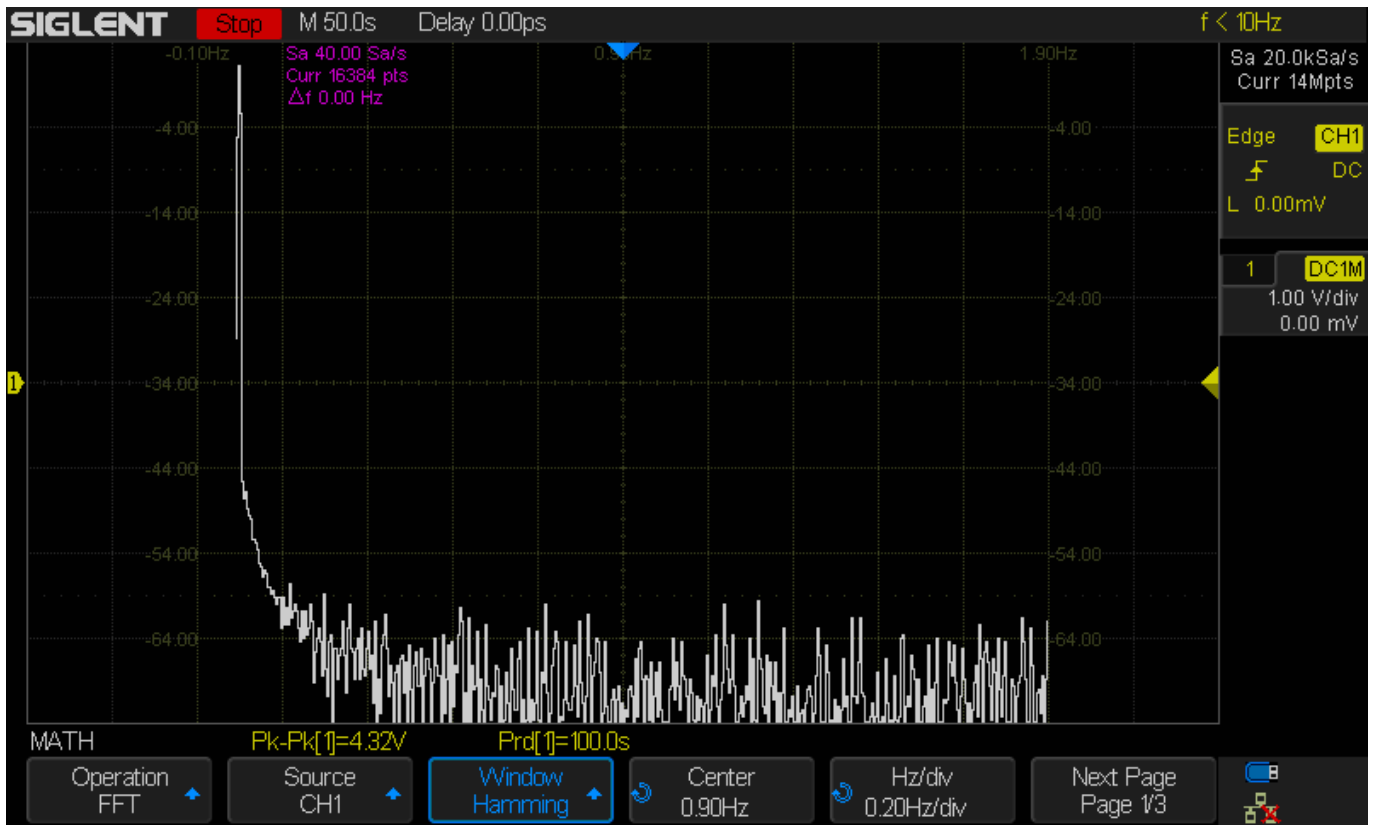 SIGLENT Stop M 50.0s Delay 0.00ps f < 10Hz
-0.10Hz Sa 40.00 Sa/s 1.90Hz Sa 20.0kSa/s
Curr 16384 pts Curr 14Mpts
Δf 0.00 Hz
-4.00 -4.00 Edge CH1
DC
-14.00 -14.00 L 0.00mV
1 DC1M
-24.00 -24.00 1.00 V/div
0.00 mV
1 -34.00 -34.00
-44.00 -44.00
-54.00 -54.00
-64.00 -64.00
MATH Pk-Pk[1]=4.32V Prd[1]=100.0s
Operation Source Window Center Hz/div Next Page
FFT CH1 Hamming 0.90Hz 0.20Hz/div Page 1/3